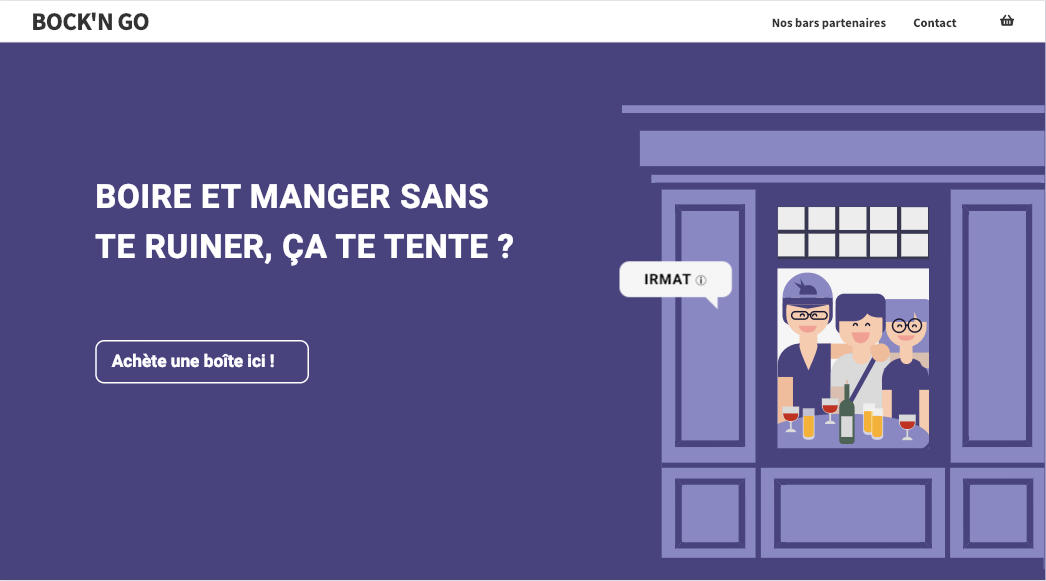 BOCK'N GO
Nos bars partenaires
Contact
BOIRE ET MANGER SANS
TE RUINER, ÇA TE TENTE ?
IRMAT ⓘ
Achète une boîte ici !